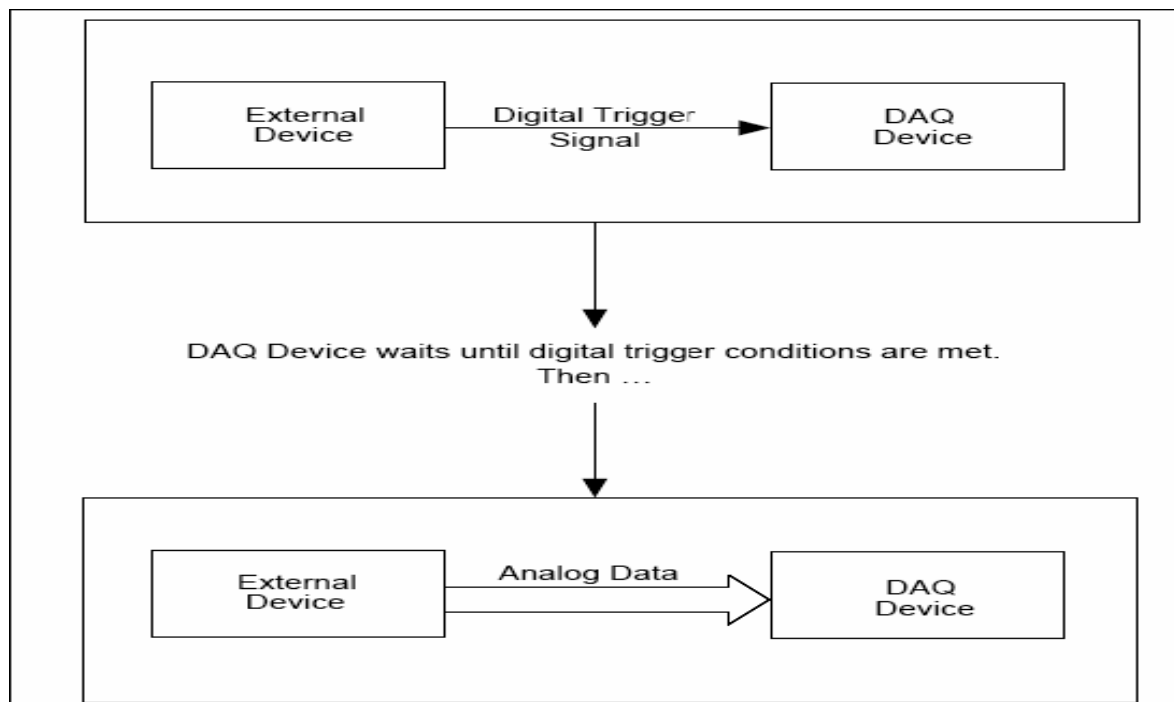 External
Device
Digital Trigger
Signal
DAQ
Device
DAQ Device waits until digital trigger conditions are met.
Then ...
External
Device
Analog Data
DAQ
Device